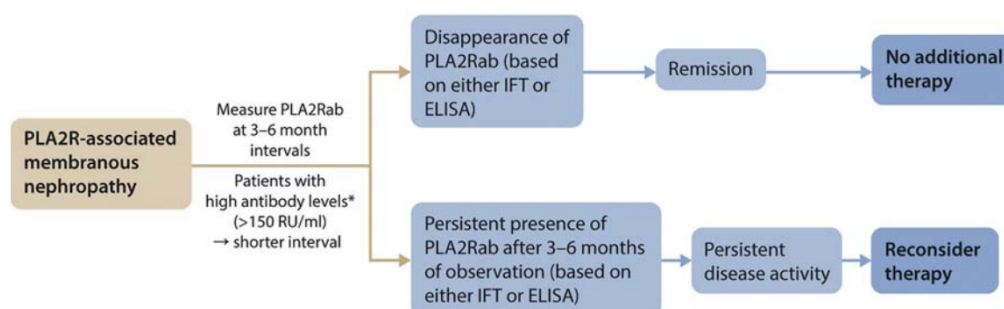 PLA2R-associated
membranous
nephropathy
Measure PLA2Rab
at 3–6 month
intervals
Patients with
high antibody levels*
(>150 RU/ml)
→ shorter interval
Disappearance of
PLA2Rab (based
on either IFT or
ELISA)
Remission
No additional
therapy
Persistent presence of
PLA2Rab after 3–6 months
of observation (based on
either IFT or ELISA)
Persistent
disease activity
Reconsider
therapy